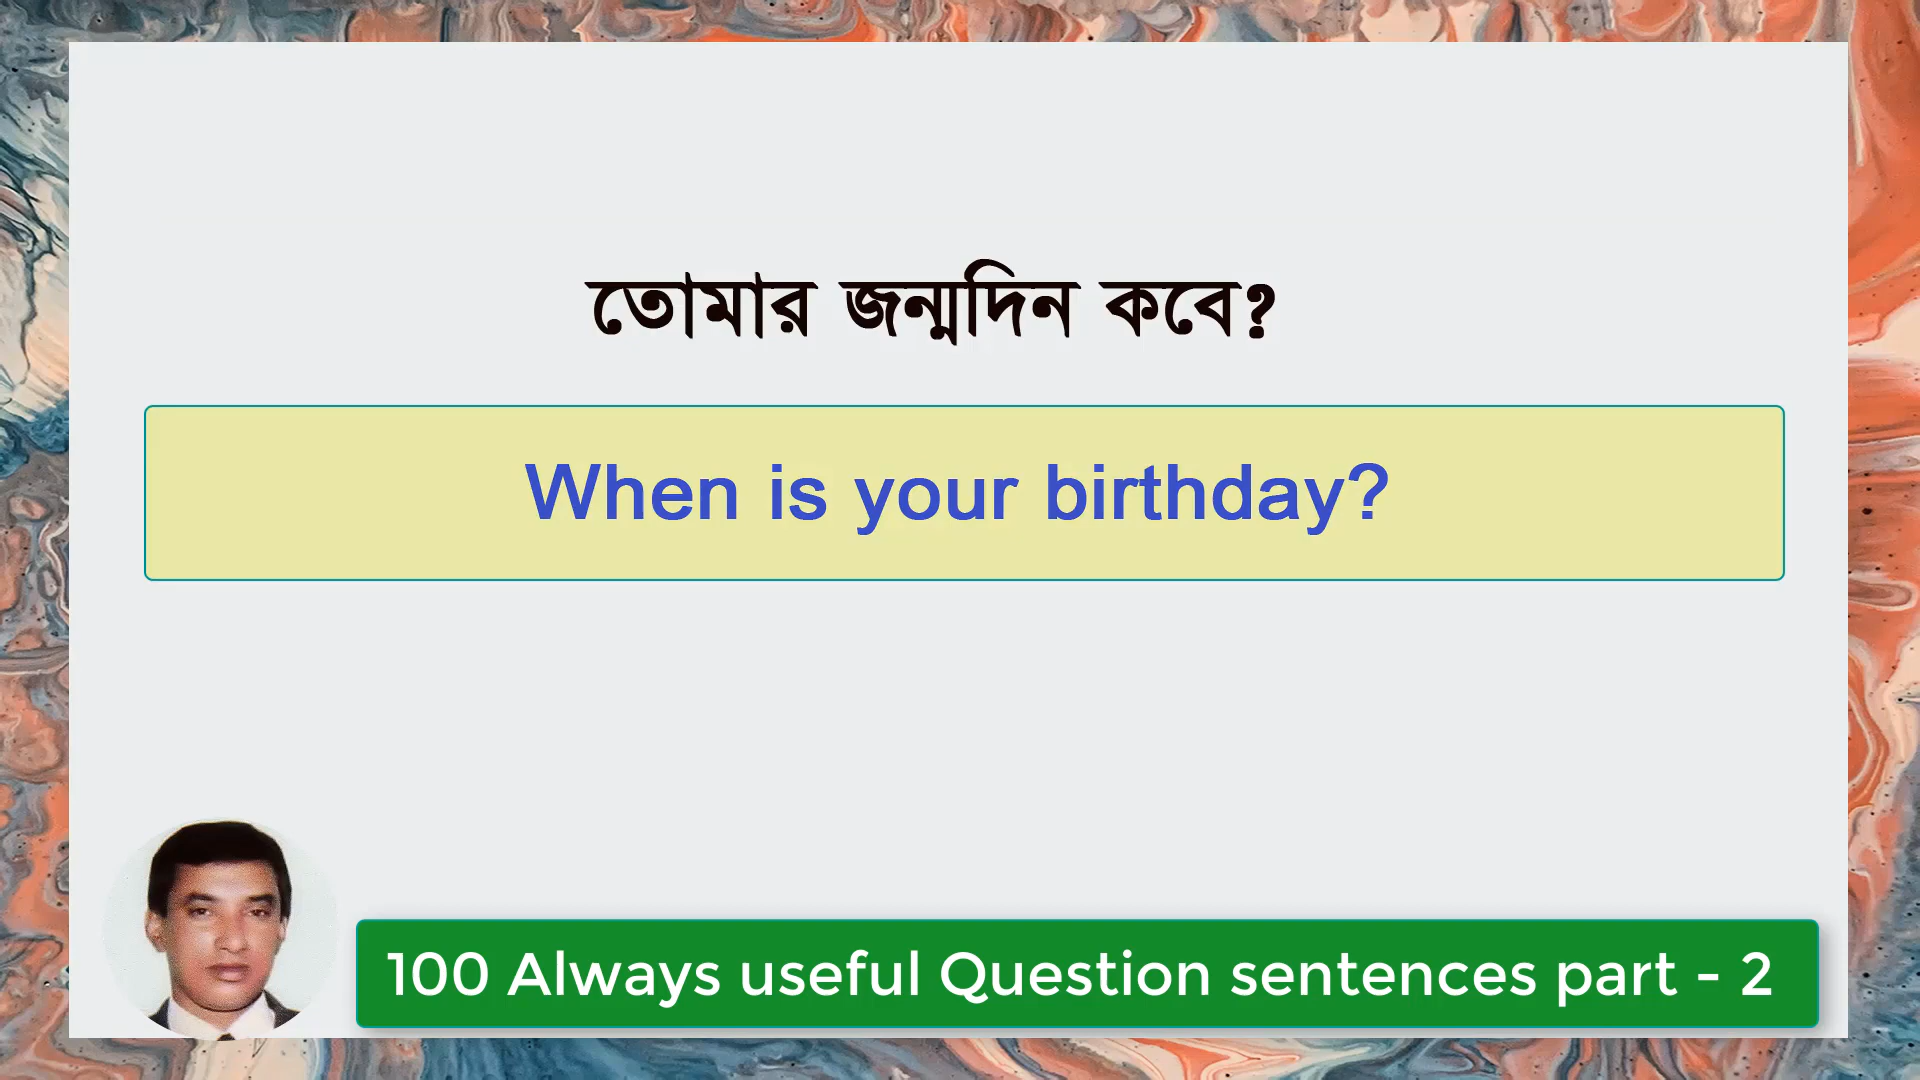 তোমার জন্মদিন কবে?
When is your birthday?
100 Always useful Question sentences part - 2